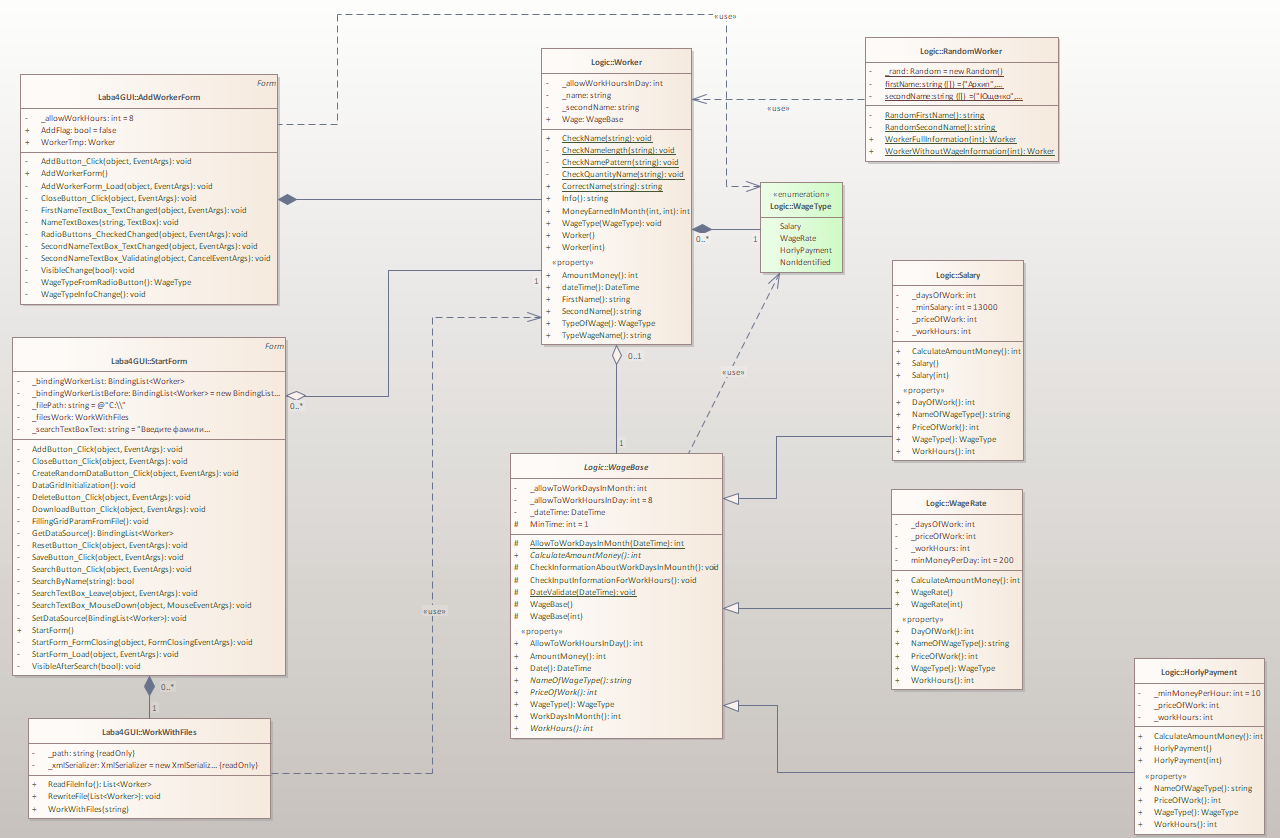 «use»
Form
Laba4GUI::AddWorkerForm
- _allowWorkHours: int = 8
+ AddFlag: bool = false
+ WorkerTmp: Worker
- AddButton_Click(object, EventArgs): void
+ AddWorkerForm()
- AddWorkerForm_Load(object, EventArgs): void
- CloseButton_Click(object, EventArgs): void
- FirstNameTextBox_TextChanged(object, EventArgs): void
- NameTextBoxes(string, TextBox): void
- RadioButtons_CheckedChanged(object, EventArgs): void
- SecondNameTextBox_TextChanged(object, EventArgs): void
- SecondNameTextBox_Validating(object, CancelEventArgs): void
- VisibleChange(bool): void
- WageTypeFromRadioButton(): WageType
- WageTypeInfoChange(): void
Logic::Worker
- _allowWorkHoursInDay: int
- _name: string
- _secondName: string
+ Wage: WageBase
+ CheckName(string): void
- CheckNamelength(string): void
- CheckNamePattern(string): void
- CheckQuantityName(string): void
+ CorrectName(string): string
+ Info(): string
+ MoneyEarnedInMonth(int, int): int
+ WageType(WageType): void
+ Worker()
+ Worker(int)
«property»
+ AmountMoney(): int
+ dateTime(): DateTime
+ FirstName(): string
+ SecondName(): string
+ TypeOfWage(): WageType
+ TypeWageName(): string
Logic::RandomWorker
- _rand: Random = new Random()
- firstName: string ([]) = {"Архип",...
- secondName: string ([]) = {"Ющенко",...
+ RandomFirstName(): string
+ RandomSecondName(): string
+ WorkerFullInformation(int): Worker
+ WorkerWithoutWageInformation(int): Worker
«use»
«enumeration»
Logic::WageType
Salary
WageRate
HorlyPayment
NonIdentified
0..*
1
1
0..1
1
«use»
Logic::Salary
- _daysOfWork: int
- _minSalary: int = 13000
- _priceOfWork: int
- _workHours: int
+ CalculateAmountMoney(): int
+ Salary()
+ Salary(int)
«property»
+ DayOfWork(): int
+ NameOfWageType(): string
+ PriceOfWork(): int
+ WageType(): WageType
+ WorkHours(): int
Form
Laba4GUI::StartForm
- _bindingWorkerList: BindingList<Worker>
- _bindingWorkerListBefore: BindingList<Worker> = new BindingList...
- _filePath: string = @"C:\\"
- _filesWork: WorkWithFiles
- _searchTextBoxText: string = "Введите фамили...
- AddButton_Click(object, EventArgs): void
- CloseButton_Click(object, EventArgs): void
- CreateRandomDataButton_Click(object, EventArgs): void
- DataGridInitialization(): void
- DeleteButton_Click(object, EventArgs): void
- DownloadButton_Click(object, EventArgs): void
- FillingGridParamFromFile(): void
- GetDataSource(): BindingList<Worker>
- ResetButton_Click(object, EventArgs): void
- SaveButton_Click(object, EventArgs): void
- SearchButton_Click(object, EventArgs): void
- SearchByName(string): bool
- SearchTextBox_Leave(object, EventArgs): void
- SearchTextBox_MouseDown(object, MouseEventArgs): void
- SetDataSource(BindingList<Worker>): void
+ StartForm()
- StartForm_FormClosing(object, FormClosingEventArgs): void
- StartForm_Load(object, EventArgs): void
- VisibleAfterSearch(bool): void
0..*
0..*
1
«use»
Logic::WageBase
- _allowToWorkDaysInMonth: int
- _allowToWorkHoursInDay: int = 8
- _dateTime: DateTime
# MinTime: int = 1
# AllowToWorkDaysInMonth(DateTime): int
+ CalculateAmountMoney(): int
# CheckInformationAboutWorkDaysInMounth(): void
# CheckInputInformationForWorkHours(): void
# DateValidate(DateTime): void
# WageBase()
# WageBase(int)
«property»
+ AllowToWorkHoursInDay(): int
+ AmountMoney(): int
+ Date(): DateTime
+ NameOfWageType(): string
+ PriceOfWork(): int
+ WageType(): WageType
+ WorkDaysInMonth(): int
+ WorkHours(): int
Logic::WageRate
- _daysOfWork: int
- _priceOfWork: int
- _workHours: int
- minMoneyPerDay: int = 200
+ CalculateAmountMoney(): int
+ WageRate()
+ WageRate(int)
«property»
+ DayOfWork(): int
+ NameOfWageType(): string
+ PriceOfWork(): int
+ WageType(): WageType
+ WorkHours(): int
Laba4GUI::WorkWithFiles
- _path: string {readOnly}
- _xmlSerializer: XmlSerializer = new XmlSerializ... {readOnly}
+ ReadFileInfo(): List<Worker>
+ RewriteFile(List<Worker>): void
+ WorkWithFiles(string)
Logic::HorlyPayment
- _minMoneyPerHour: int = 10
- _priceOfWork: int
- _workHours: int
+ CalculateAmountMoney(): int
+ HorlyPayment()
+ HorlyPayment(int)
«property»
+ NameOfWageType(): string
+ PriceOfWork(): int
+ WageType(): WageType
+ WorkHours(): int